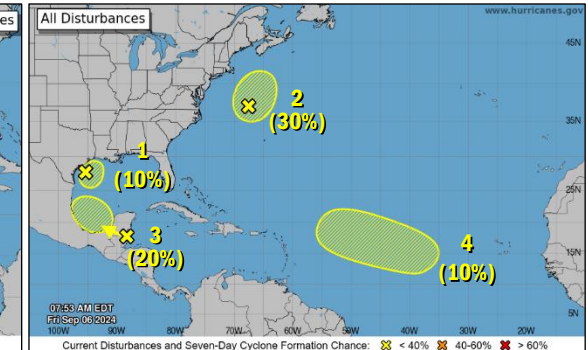 es
All Disturbances
www.hurricanes.gov
45N
2
(30%)
35N
1
(10%)
25N
3
(20%)
4
(10%)
15N
07:53 AM EDT
Fri Sep 06 2024
5N
100W 90W 80W 70W 60W 50W 40W 30W 20W
Current Disturbances and Seven-Day Cyclone Formation Chance: < 40% 40-60% > 60%